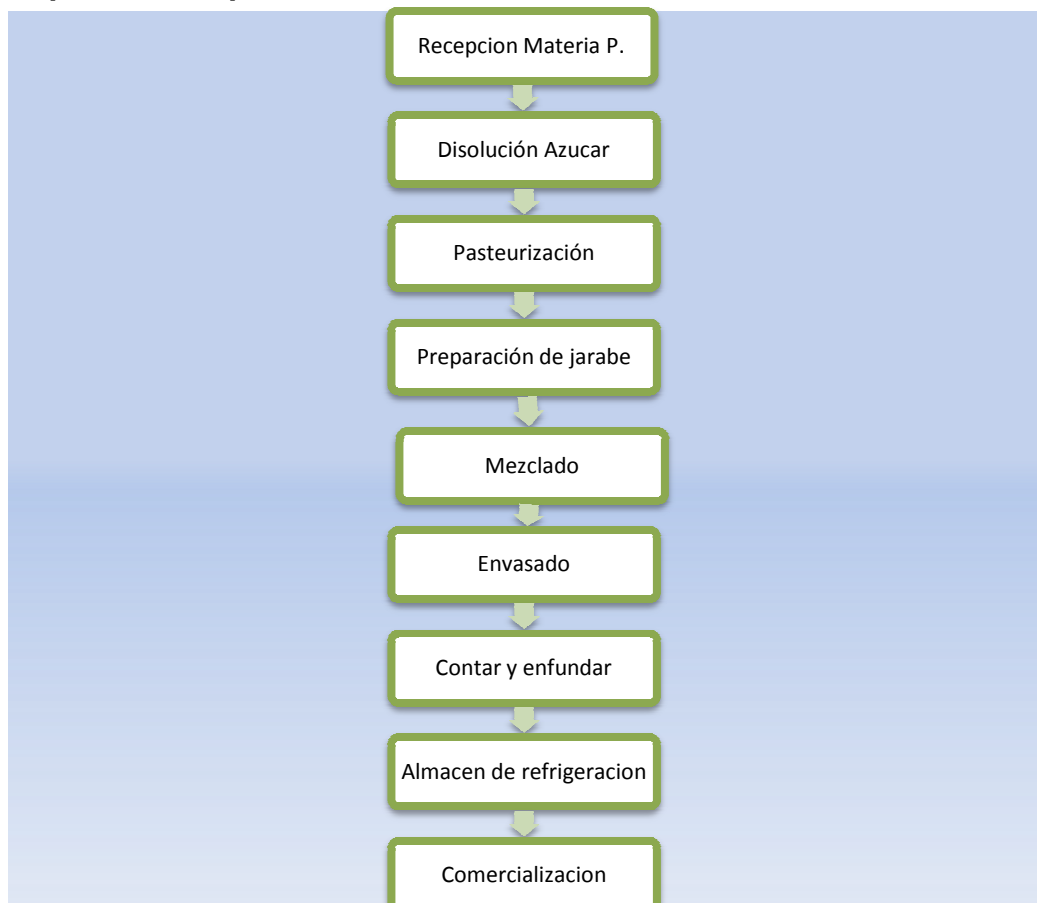 Recepcion Materia P.
Disolución Azucar
Pasteurización
Preparación de jarabe
Mezclado
Envasado
Contar y enfundar
Almacen de refrigeracion
Comercializacion